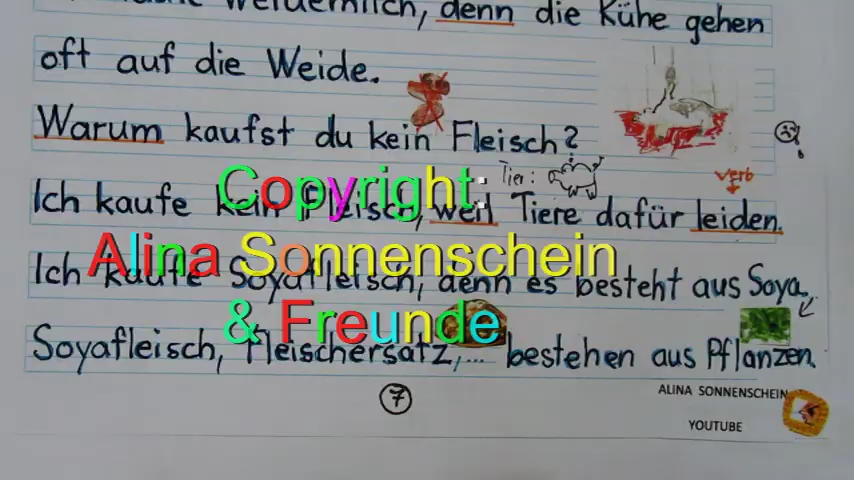 Weidemilch, denn die Kühe gehen
oft auf die Weide.
Warum kaufst du kein Fleisch?
Tier:
verb
Ich kaufe kein Fleisch, weil Tiere dafür leiden.
Copyright:
Alina Sonnenschein
& Freunde
Ich kaufe Soyafleisch, denn es besteht aus Soya.
Soyafleisch, Fleischersatz,... bestehen aus Pflanzen.
7
ALINA SONNENSCHEIN
YOUTUBE